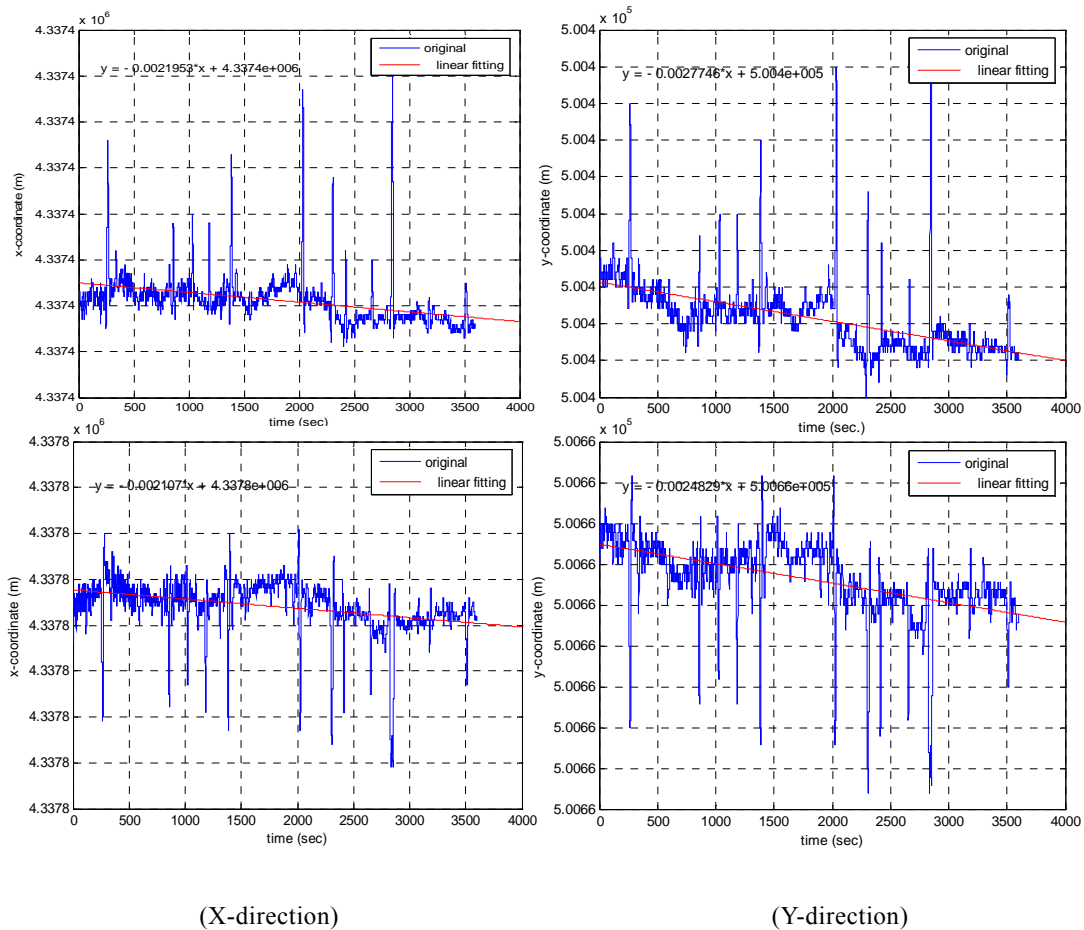 x 10^6
4.3374
4.3374
4.3374
4.3374
4.3374
4.3374
4.3374
4.3374
4.3374
x-coordinate (m)
y = - 0.0021953*x + 4.3374e+006
original
linear fitting
0 500 1000 1500 2000 2500 3000 3500 4000
time (sec)
x 10^5
5.004
5.004
5.004
5.004
5.004
5.004
5.004
5.004
5.004
5.004
5.004
y-coordinate (m)
y = - 0.0027746*x + 5.004e+005
original
linear fitting
0 500 1000 1500 2000 2500 3000 3500 4000
time (sec.)
x 10^6
4.3378
4.3378
4.3378
4.3378
4.3378
4.3378
4.3378
4.3378
4.3378
x-coordinate (m)
y = - 0.002107*x + 4.3378e+006
original
linear fitting
0 500 1000 1500 2000 2500 3000 3500 4000
time (sec)
x 10^5
5.0066
5.0066
5.0066
5.0066
5.0066
5.0066
5.0066
5.0066
5.0066
5.0066
y-coordinate (m)
y = - 0.0024829*x + 5.0066e+005
original
linear fitting
0 500 1000 1500 2000 2500 3000 3500 4000
time (sec)
(X-direction)
(Y-direction)